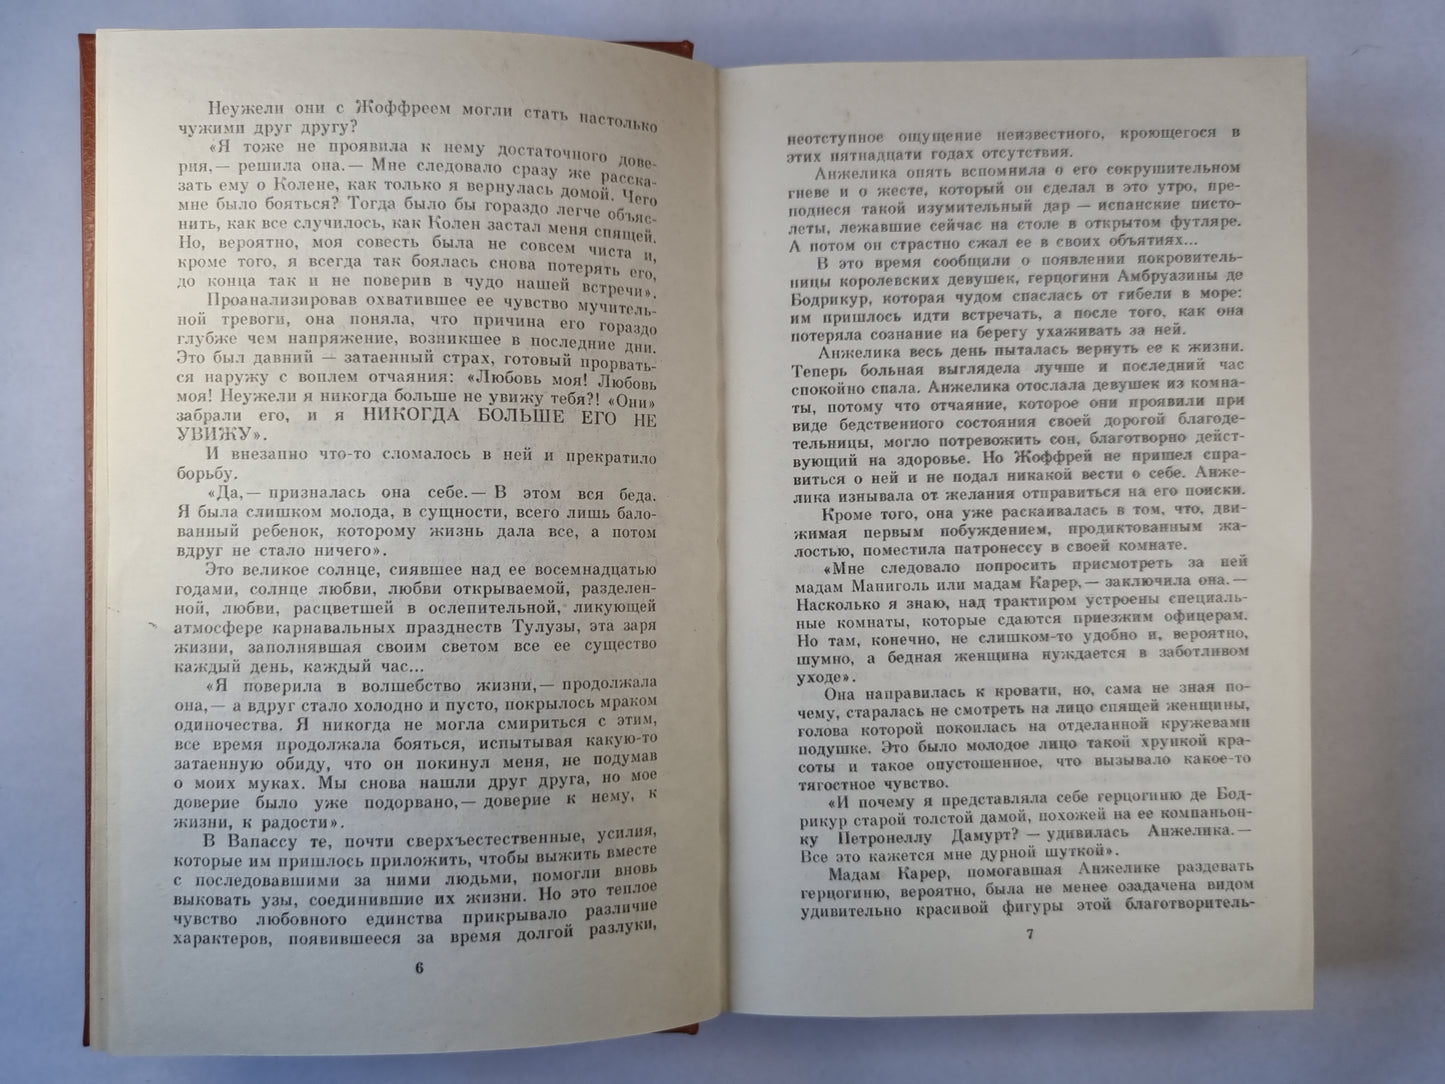 Неужели они с Жоффреем могли стать настолько
чужими друг другу?
«Я тоже не проявила к нему достаточного дове-
рия,— решила она.— Мне следовало сразу же расска-
зать ему о Колене, как только я вернулась домой. Чего
мне было бояться? Тогда было бы гораздо легче объяс-
нить, как все случилось, как Колен застал меня спящей.
Но, вероятно, моя совесть была не совсем чиста и,
кроме того, я всегда так боялась снова потерять его,
до конца так и не поверив в чудо нашей встречи».
Проанализировав охватившее ее чувство мучитель-
ной тревоги, она поняла, что причина его гораздо
глубже чем напряжение, возникшее в последние дни.
Это был давний — затаенный страх, готовый прорвать-
ся наружу с воплем отчаяния: «Любовь моя! Любовь
моя! Неужели я никогда больше не увижу тебя?! «Они»
забрали его, и я НИКОГДА БОЛЬШЕ ЕГО НЕ
УВИЖУ».
И внезапно что-то сломалось в ней и прекратило
борьбу.
«Да,— призналась она себе.— В этом вся беда.
Я была слишком молода, в сущности, всего лишь бало-
ванный ребенок, которому жизнь дала все, а потом
вдруг не стало ничего».
Это великое солнце, сиявшее над ее восемнадцатью
годами, солнце любви, любви открываемой, разделен-
ной, любви, расцветшей в ослепительной, ликующей
атмосфере карнавальных празднеств Тулузы, эта заря
жизни, заполнявшая своим светом все ее существо
каждый день, каждый час...
«Я поверила в волшебство жизни,— продолжала
она,— а вдруг стало холодно и пусто, покрылось мраком
одиночества. Я никогда не могла смириться с этим,
все время продолжала бояться, испытывая какую-то
затаенную обиду, что он покинул меня, не подумав
о моих муках. Мы снова нашли друг друга, но мое
доверие было уже подорвано,— доверие к нему, к
жизни, к радости».
В Вапассу те, почти сверхъестественные, усилия,
которые им пришлось приложить, чтобы выжить вместе
с последовавшими за ними людьми, помогли вновь
выковать узы, соединившие их жизни. Но это теплое
чувство любовного единства прикрывало различие
характеров, появившееся за время долгой разлуки,
6
неотступное ощущение неизвестного, кроющегося в
этих пятнадцати годах отсутствия.
Анжелика опять вспомнила о его сокрушительном
гневе и о жесте, который он сделал в это утро, пре-
поднеся такой изумительный дар — испанские писто-
леты, лежавшие сейчас на столе в открытом футляре.
А потом он страстно сжал ее в своих объятиях...
В это время сообщили о появлении покровитель-
ницы королевских девушек, герцогини Амбруазины де
Бодрикур, которая чудом спаслась от гибели в море:
им пришлось идти встречать, а после того, как она
потеряла сознание на берегу ухаживать за ней.
Анжелика весь день пыталась вернуть ее к жизни.
Теперь больная выглядела лучше и последний час
спокойно спала. Анжелика отослала девушек из комна-
ты, потому что отчаяние, которое они проявили при
виде бедственного состояния своей дорогой благоде-
тельницы, могло потревожить сон, благотворно дейст-
вующий на здоровье. Но Жоффрей не пришел спра-
виться о ней и не подал никакой вести о себе. Анже-
лика изнывала от желания отправиться на его поиски.
Кроме того, она уже раскаивалась в том, что, дви-
жимая первым побуждением, продиктованным жа-
лостью, поместила патронессу в своей комнате.
«Мне следовало попросить присмотреть за ней
мадам Маниголь или мадам Карер,— заключила она.—
Насколько я знаю, над трактиром устроены специаль-
ные комнаты, которые сдаются приезжим офицерам.
Но там, конечно, не слишком-то удобно и, вероятно,
шумно, а бедная женщина нуждается в заботливом
уходе».
Она направилась к кровати, но, сама не зная по-
чему, старалась не смотреть на лицо спящей женщины,
голова которой покоилась на отделанной кружевами
подушке. Это было молодое лицо такой хрупкой кра-
соты и такое опустошенное, что вызывало какое-то
тягостное чувство.
«И почему я представляла себе герцогиню де Бод-
рикур старой толстой дамой, похожей на ее компаньон-
ку Петронеллу Дамурт? — удивилась Анжелика.—
Все это кажется мне дурной шуткой».
Мадам Карер, помогавшая Анжелике раздевать
герцогиню, вероятно, была не менее озадачена видом
удивительно красивой фигуры этой благотворитель-
7